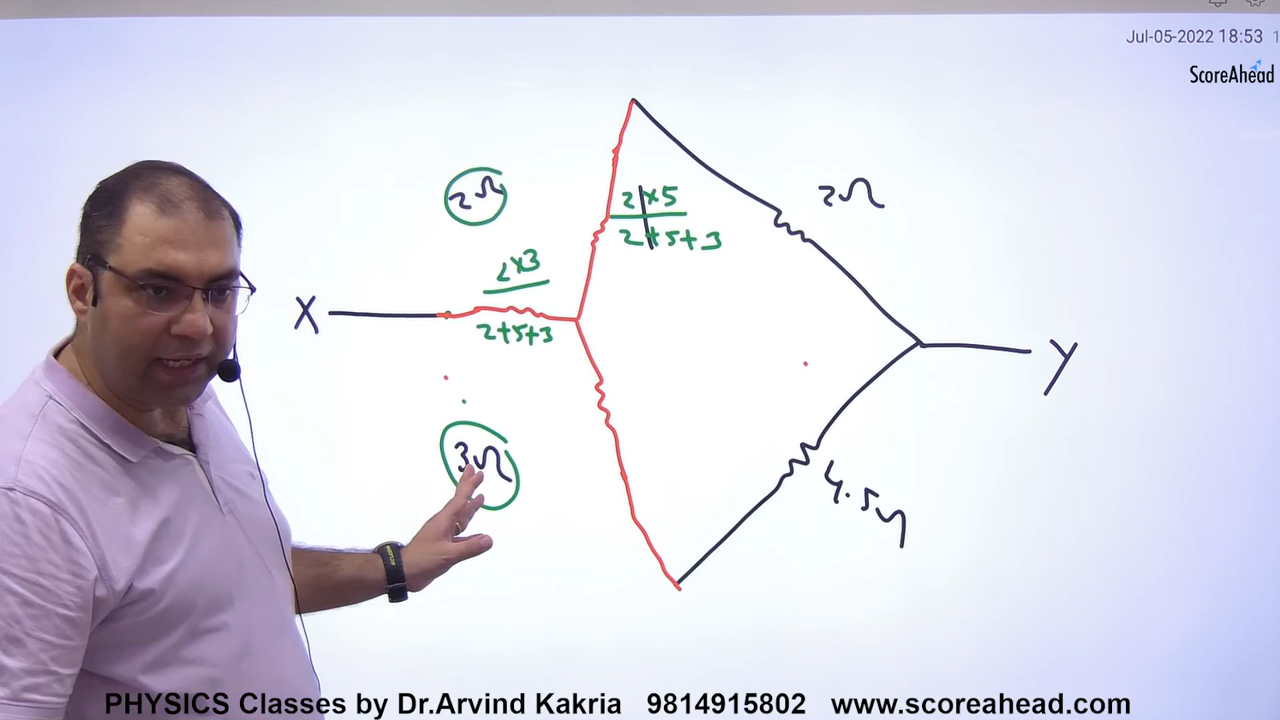 Jul-05-2022 18:53 1
ScoreAhead
2Ω
2×5
2+5+3
2Ω
2×3
2+5+3
X
Y
3Ω
4.5Ω
PHYSICS Classes by Dr.Arvind Kakria 9814915802 www.scoreahead.com